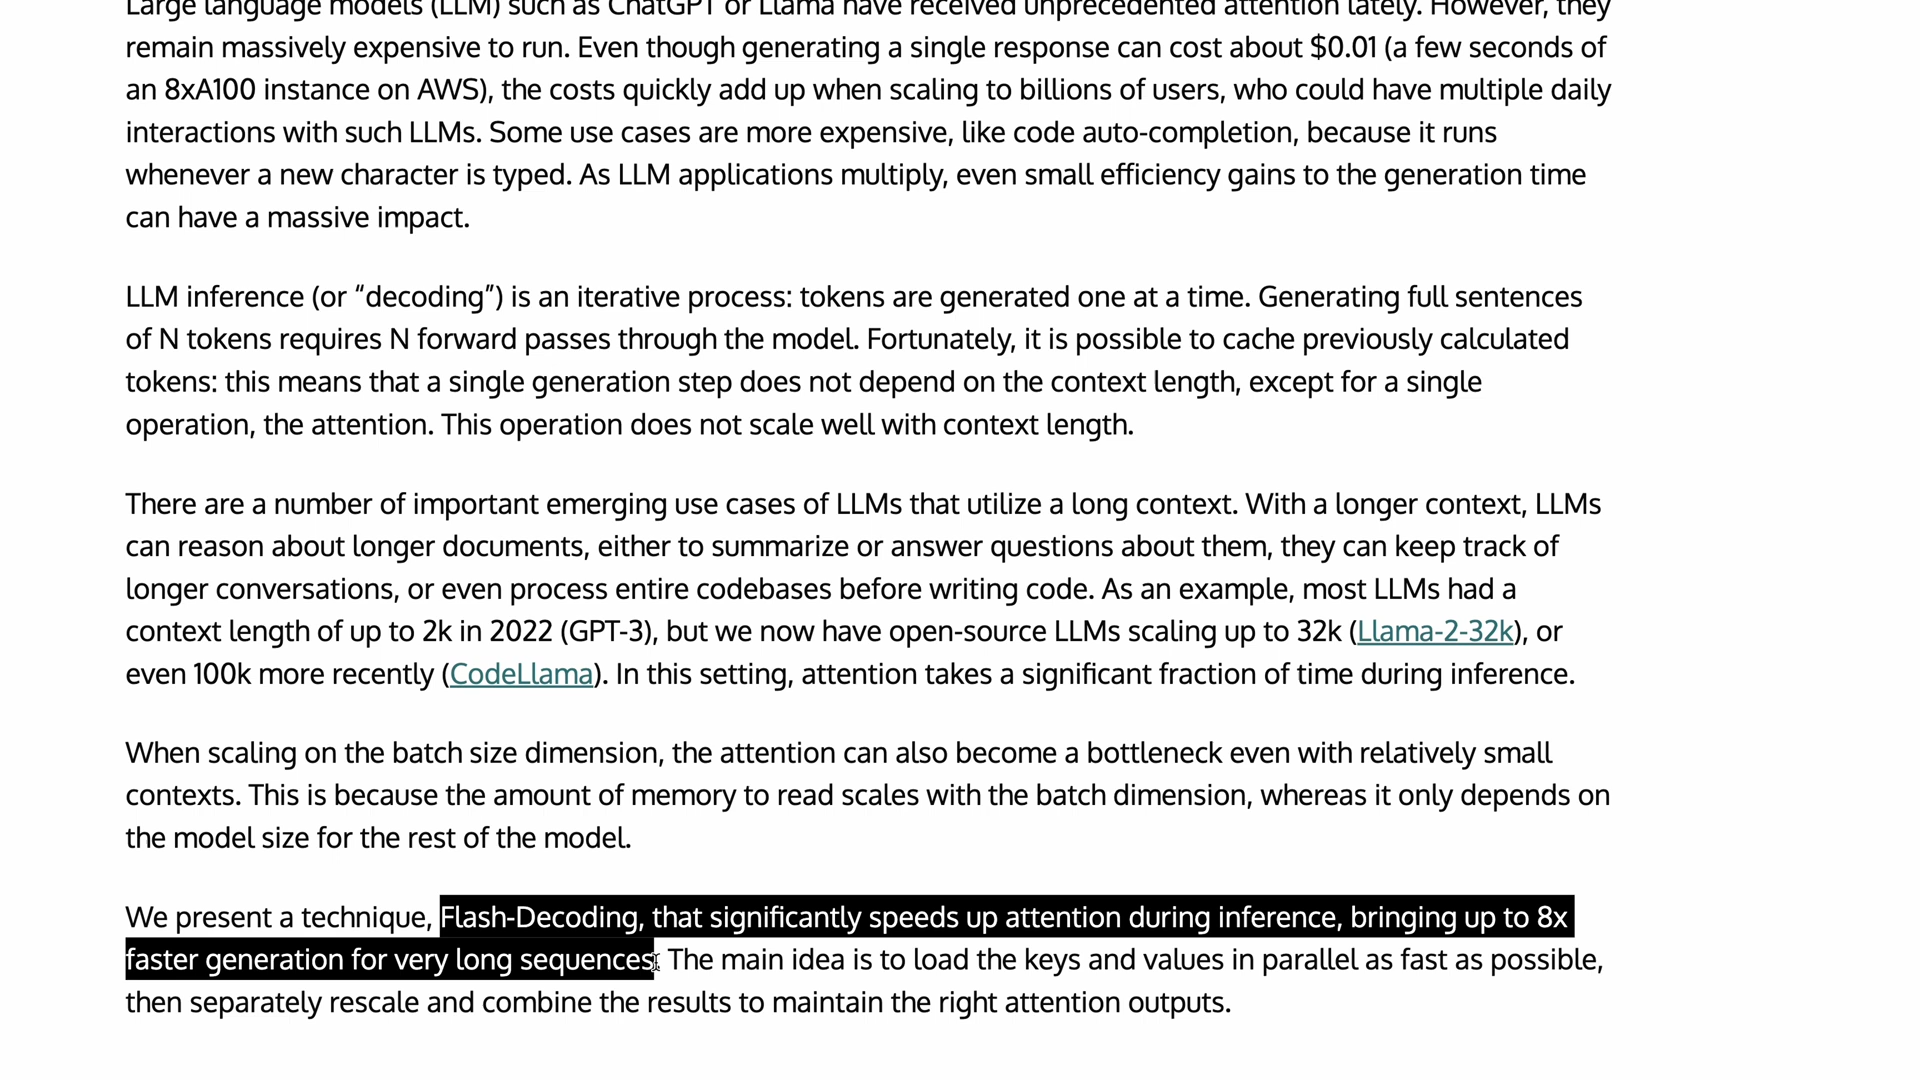 Large language models (LLM) such as ChatGPT or Llama have received unprecedented attention lately. However, they
remain massively expensive to run. Even though generating a single response can cost about $0.01 (a few seconds of
an 8xA100 instance on AWS), the costs quickly add up when scaling to billions of users, who could have multiple daily
interactions with such LLMs. Some use cases are more expensive, like code auto-completion, because it runs
whenever a new character is typed. As LLM applications multiply, even small efficiency gains to the generation time
can have a massive impact.
LLM inference (or “decoding”) is an iterative process: tokens are generated one at a time. Generating full sentences
of N tokens requires N forward passes through the model. Fortunately, it is possible to cache previously calculated
tokens: this means that a single generation step does not depend on the context length, except for a single
operation, the attention. This operation does not scale well with context length.
There are a number of important emerging use cases of LLMs that utilize a long context. With a longer context, LLMs
can reason about longer documents, either to summarize or answer questions about them, they can keep track of
longer conversations, or even process entire codebases before writing code. As an example, most LLMs had a
context length of up to 2k in 2022 (GPT-3), but we now have open-source LLMs scaling up to 32k (Llama-2-32k), or
even 100k more recently (CodeLlama). In this setting, attention takes a significant fraction of time during inference.
When scaling on the batch size dimension, the attention can also become a bottleneck even with relatively small
contexts. This is because the amount of memory to read scales with the batch dimension, whereas it only depends on
the model size for the rest of the model.
We present a technique, Flash-Decoding, that significantly speeds up attention during inference, bringing up to 8x
faster generation for very long sequences. The main idea is to load the keys and values in parallel as fast as possible,
then separately rescale and combine the results to maintain the right attention outputs.